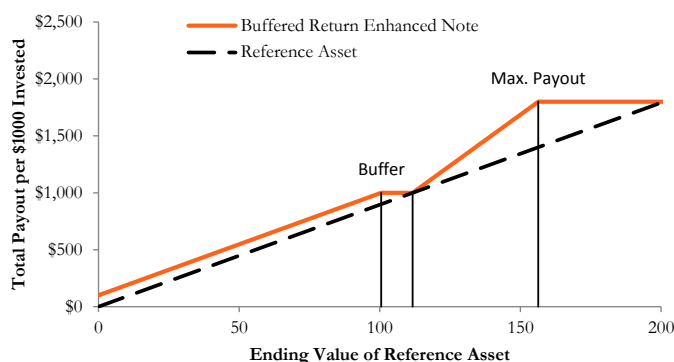 $2,500
$2,000
$1,500
$1,000
$500
$0
Total Payout per $1000 Invested
Buffered Return Enhanced Note
Reference Asset
Max. Payout
Buffer
0
50
100
150
200
Ending Value of Reference Asset